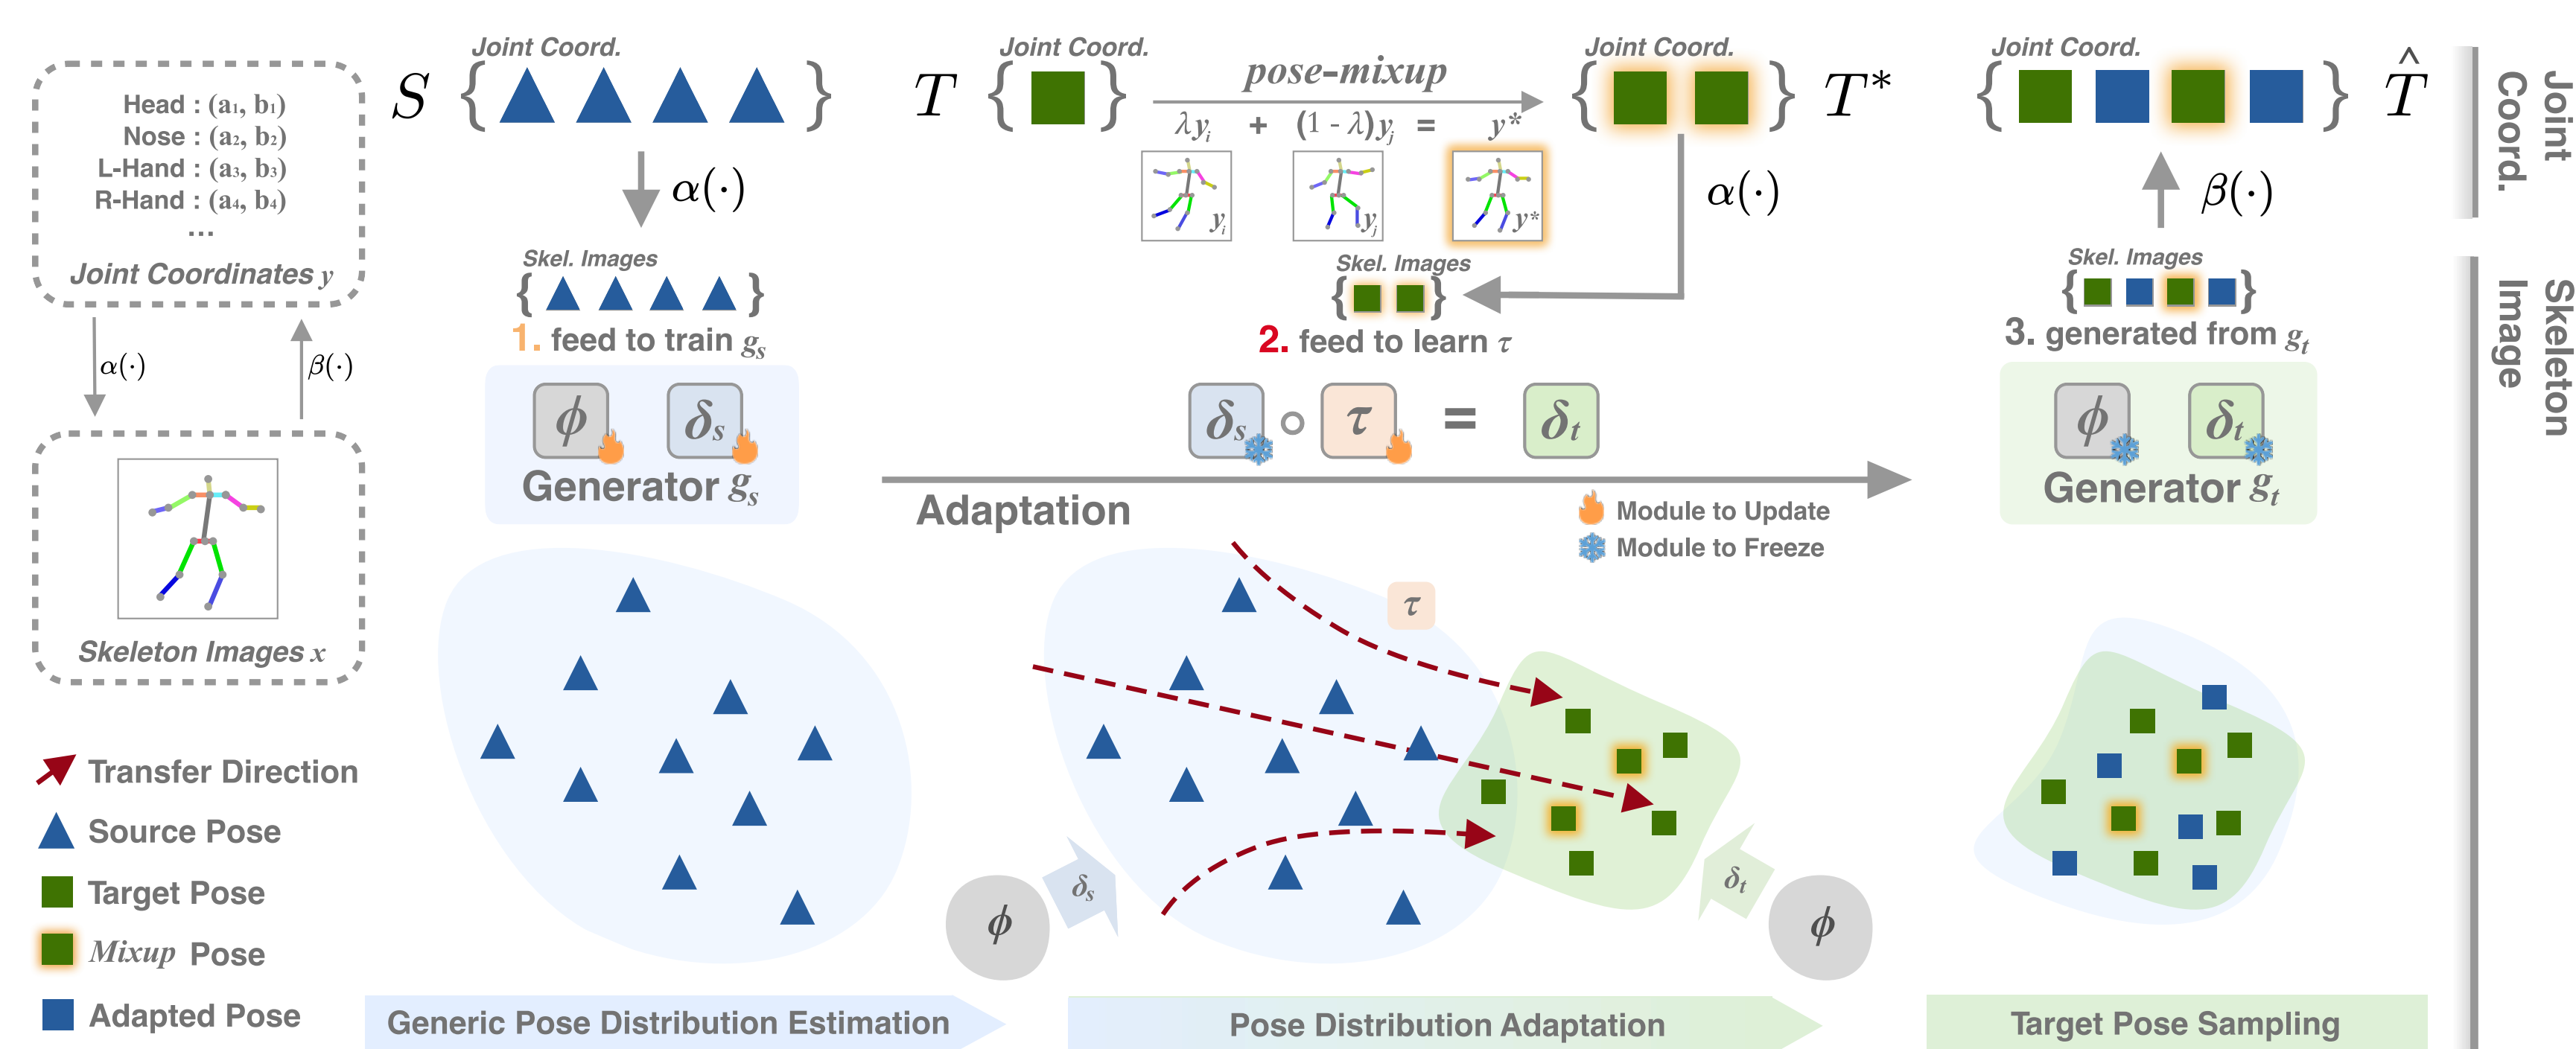 Head : (a₁, b₁)
Nose : (a₂, b₂)
L-Hand : (a₃, b₃)
R-Hand : (a₄, b₄)
...
Joint Coordinates y
α(·)
β(·)
Skeleton Images x
Transfer Direction
Source Pose
Target Pose
Mixup Pose
Adapted Pose
Joint Coord.
S { }
α(·)
Skel. Images
{ }
1. feed to train gₛ
ϕ δₛ
Generator gₛ
Generic Pose Distribution Estimation
Joint Coord.
T { }
pose-mixup
λyᵢ + (1 - λ)yⱼ = y*
yᵢ
yⱼ
y*
Joint Coord.
{ } T*
α(·)
Skel. Images
{ }
2. feed to learn τ
δₛ ∘ τ = δₜ
Adaptation
Module to Update
Module to Freeze
τ
ϕ
δₛ
δₜ
ϕ
Pose Distribution Adaptation
Joint Coord.
{ } T̂
β(·)
Skel. Images
{ }
3. generated from gₜ
ϕ δₜ
Generator gₜ
Target Pose Sampling
Joint
Coord.
Skeleton
Image